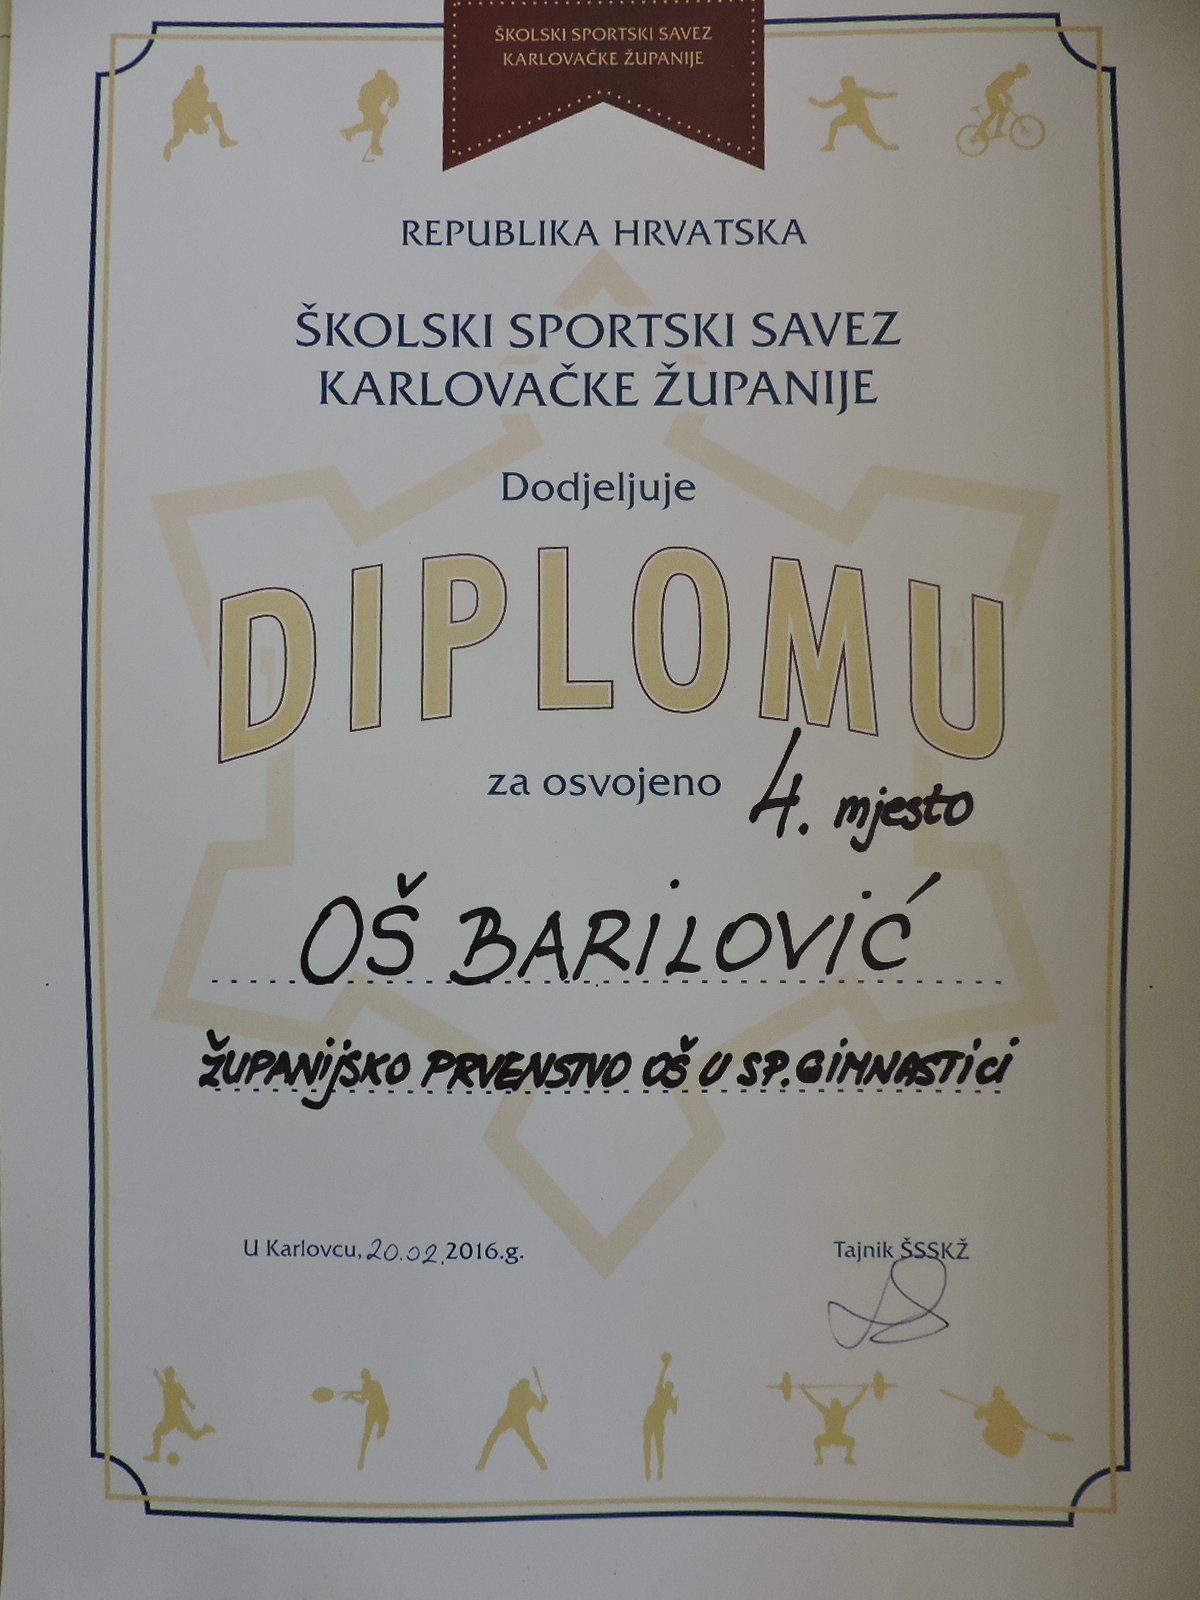 ŠKOLSKI SPORTSKI SAVEZ
KARLOVAČKE ŽUPANIJE
REPUBLIKA HRVATSKA
ŠKOLSKI SPORTSKI SAVEZ
KARLOVAČKE ŽUPANIJE
Dodjeljuje
DIPLOMU
za osvojeno 4. mjesto
OŠ BARILOVIĆ
ŽUPANIJSKO PRVENSTVO OŠ U SP. GIMNASTICI
U Karlovcu, 20.02.2016.g.
Tajnik ŠSSKŽ